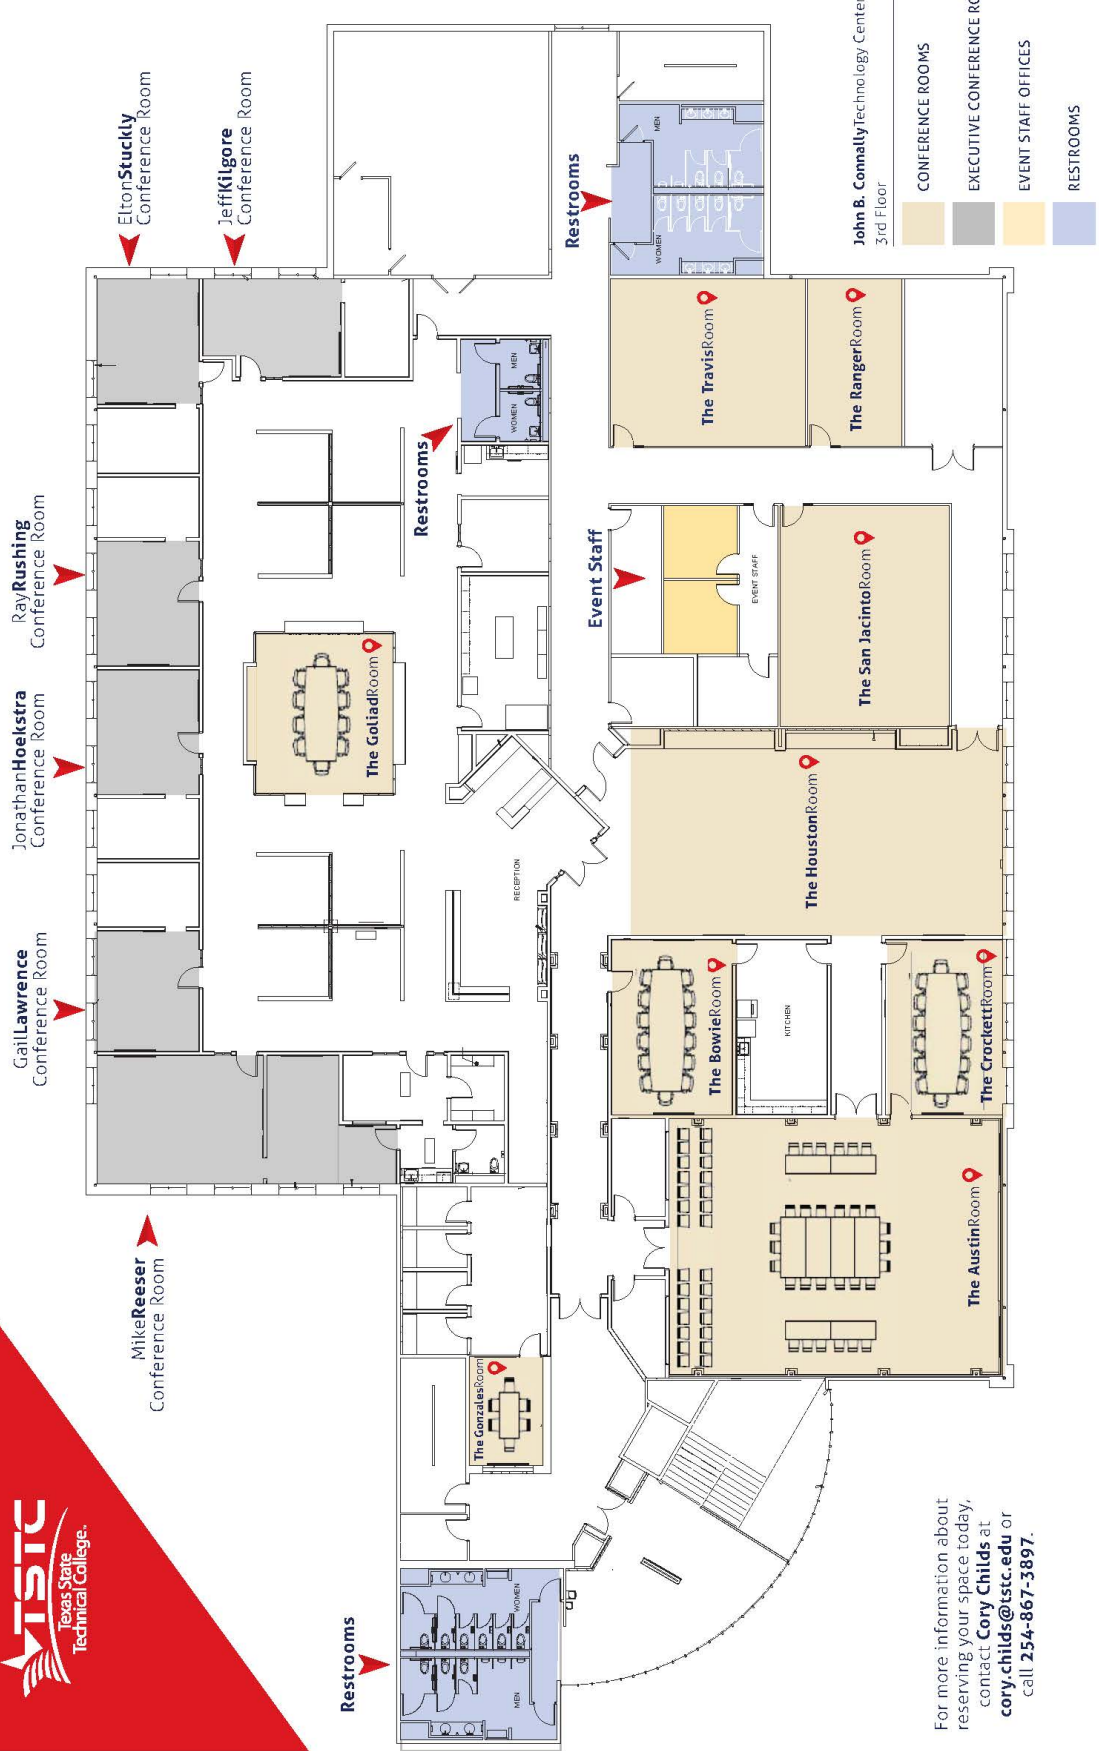 TSTC
Texas State
Technical College.
Mike Reeser
Conference Room
Gail Lawrence
Conference Room
Jonathan Hoekstra
Conference Room
Ray Rushing
Conference Room
Elton Stuckly
Conference Room
Jeff Kilgore
Conference Room
Restrooms
MEN
WOMEN
The Gonzales Room
The Goliad Room
RECEPTION
Restrooms
WOMEN
MEN
Restrooms
WOMEN
MEN
Event Staff
EVENT STAFF
The Austin Room
The Bowie Room
KITCHEN
The Crockett Room
The Houston Room
The San Jacinto Room
The Travis Room
The Ranger Room
For more information about
reserving your space today,
contact Cory Childs at
cory.childs@tstc.edu or
call 254-867-3897.
John B. Connally Technology Center
3rd Floor
CONFERENCE ROOMS
EXECUTIVE CONFERENCE
EVENT STAFF OFFICES
RESTROOMS